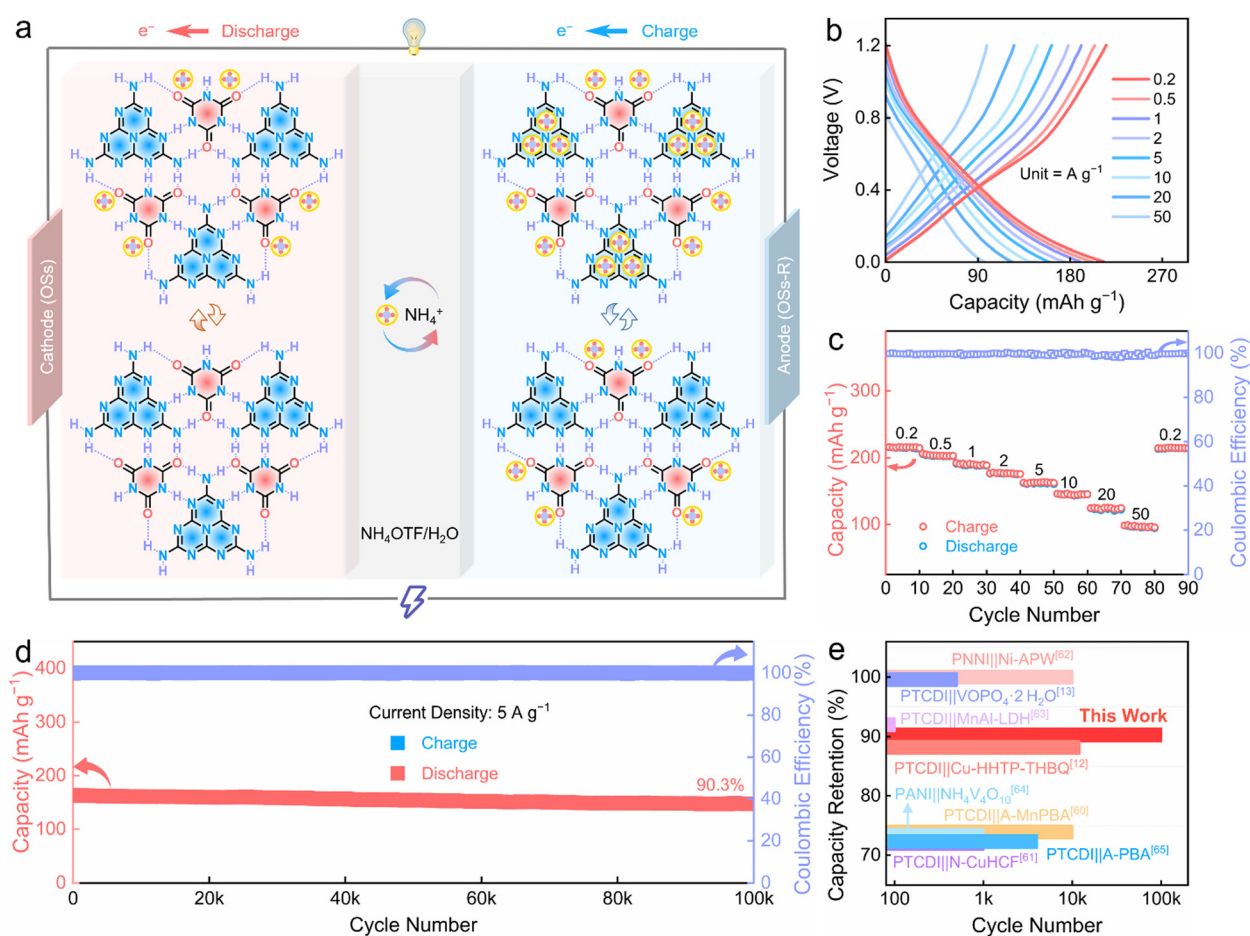 a
e⁻ Discharge
e⁻ Charge
Cathode (OSs)
NH₄⁺
NH₄OTF/H₂O
Anode (OSs-R)
b
Voltage (V)
1.2
0.8
0.4
0.0
0.2
0.5
1
2
5
10
20
50
Unit = A g⁻¹
0 90 180 270
Capacity (mAh g⁻¹)
c
Capacity (mAh g⁻¹)
300
200
100
0.2 0.5 1 2 5 10 20 50 0.2
Charge
Discharge
100
80
60
40
20
0
Coulombic Efficiency (%)
0 10 20 30 40 50 60 70 80 90
Cycle Number
d
Capacity (mAh g⁻¹)
400
300
200
100
0
Current Density: 5 A g⁻¹
Charge
Discharge
90.3%
100
80
60
40
20
0
Coulombic Efficiency (%)
0 20k 40k 60k 80k 100k
Cycle Number
e
Capacity Retention (%)
100
90
80
70
PNNI||Ni-APW[62]
PTCDI||VOPO₄·2 H₂O[13]
PTCDI||MnAl-LDH[63]
This Work
PTCDI||Cu-HHTP-THBQ[12]
PANI||NH₄V₄O₁₀[64]
PTCDI||A-MnPBA[60]
PTCDI||A-PBA[65]
PTCDI||N-CuHCF[61]
100 1k 10k 100k
Cycle Number